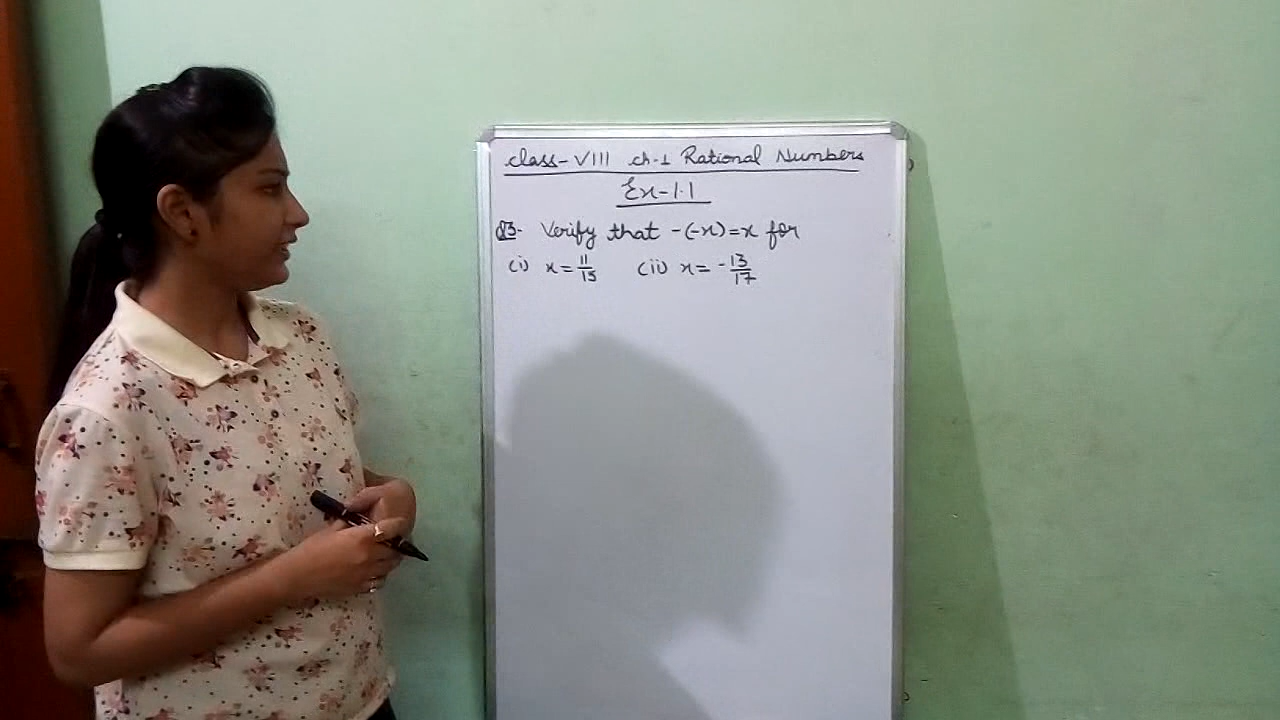 Class-VIII ch-1 Rational Numbers
Ex-1.1
Q3- Verify that -(-x)=x for
(i) x=11/15 (ii) x=-13/17